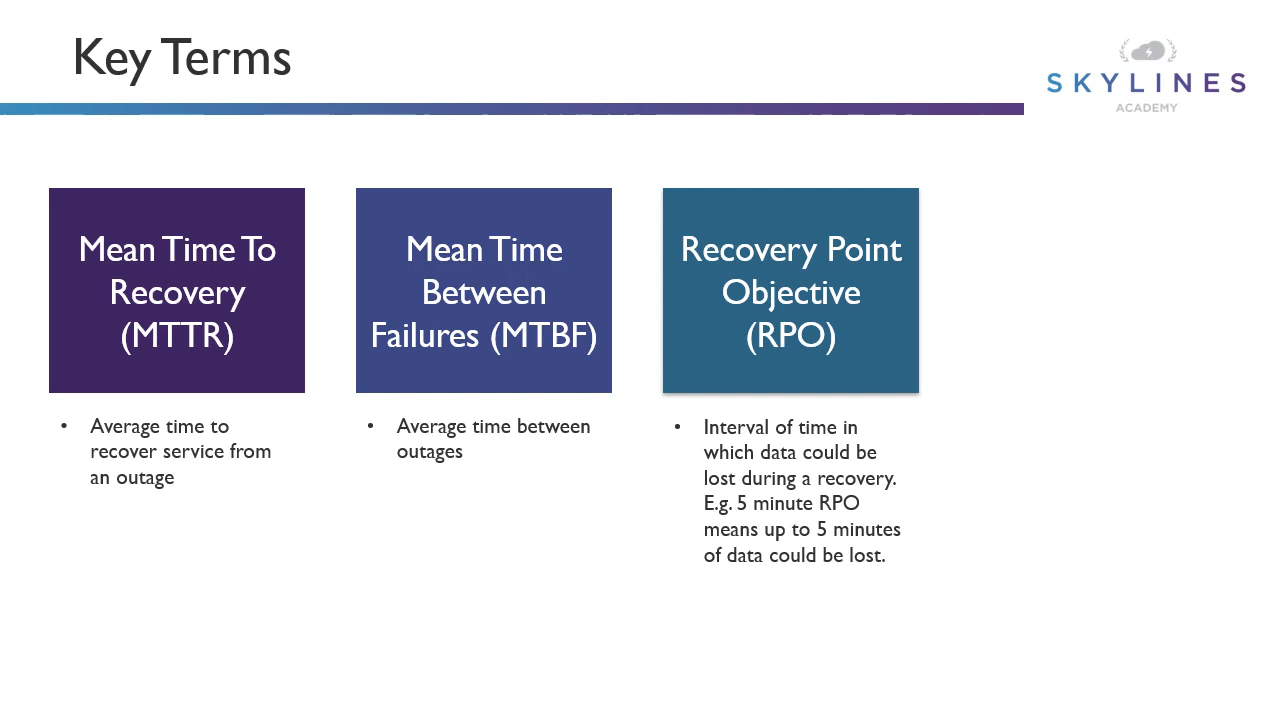 Key Terms
SKYLINES
ACADEMY
Mean Time To
Recovery
(MTTR)
• Average time to
recover service from
an outage
Mean Time
Between
Failures (MTBF)
• Average time between
outages
Recovery Point
Objective
(RPO)
• Interval of time in
which data could be
lost during a recovery.
E.g. 5 minute RPO
means up to 5 minutes
of data could be lost.